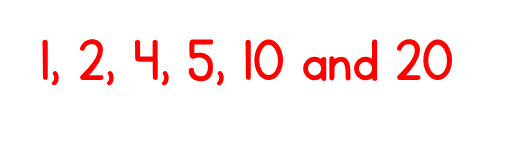 1, 2, 4, 5, 10 and 20